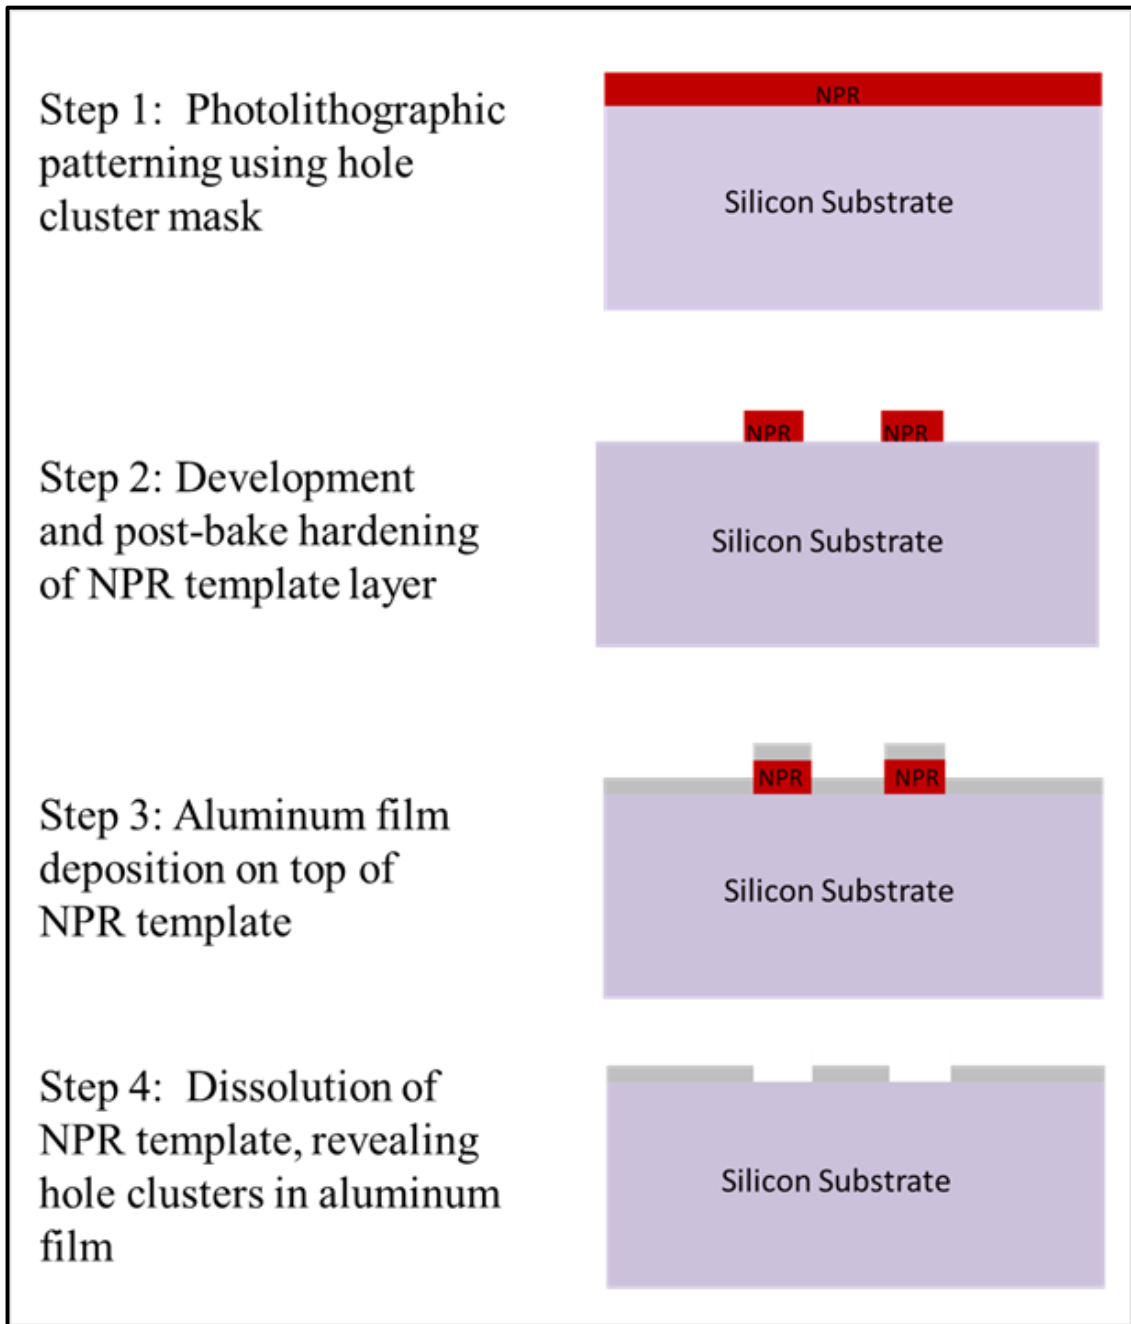 Step 1:  Photolithographic
patterning using hole
cluster mask
NPR
Silicon Substrate
Step 2: Development
and post-bake hardening
of NPR template layer
NPR NPR
Silicon Substrate
Step 3: Aluminum film
deposition on top of
NPR template
NPR NPR
Silicon Substrate
Step 4:  Dissolution of
NPR template, revealing
hole clusters in aluminum
film
Silicon Substrate